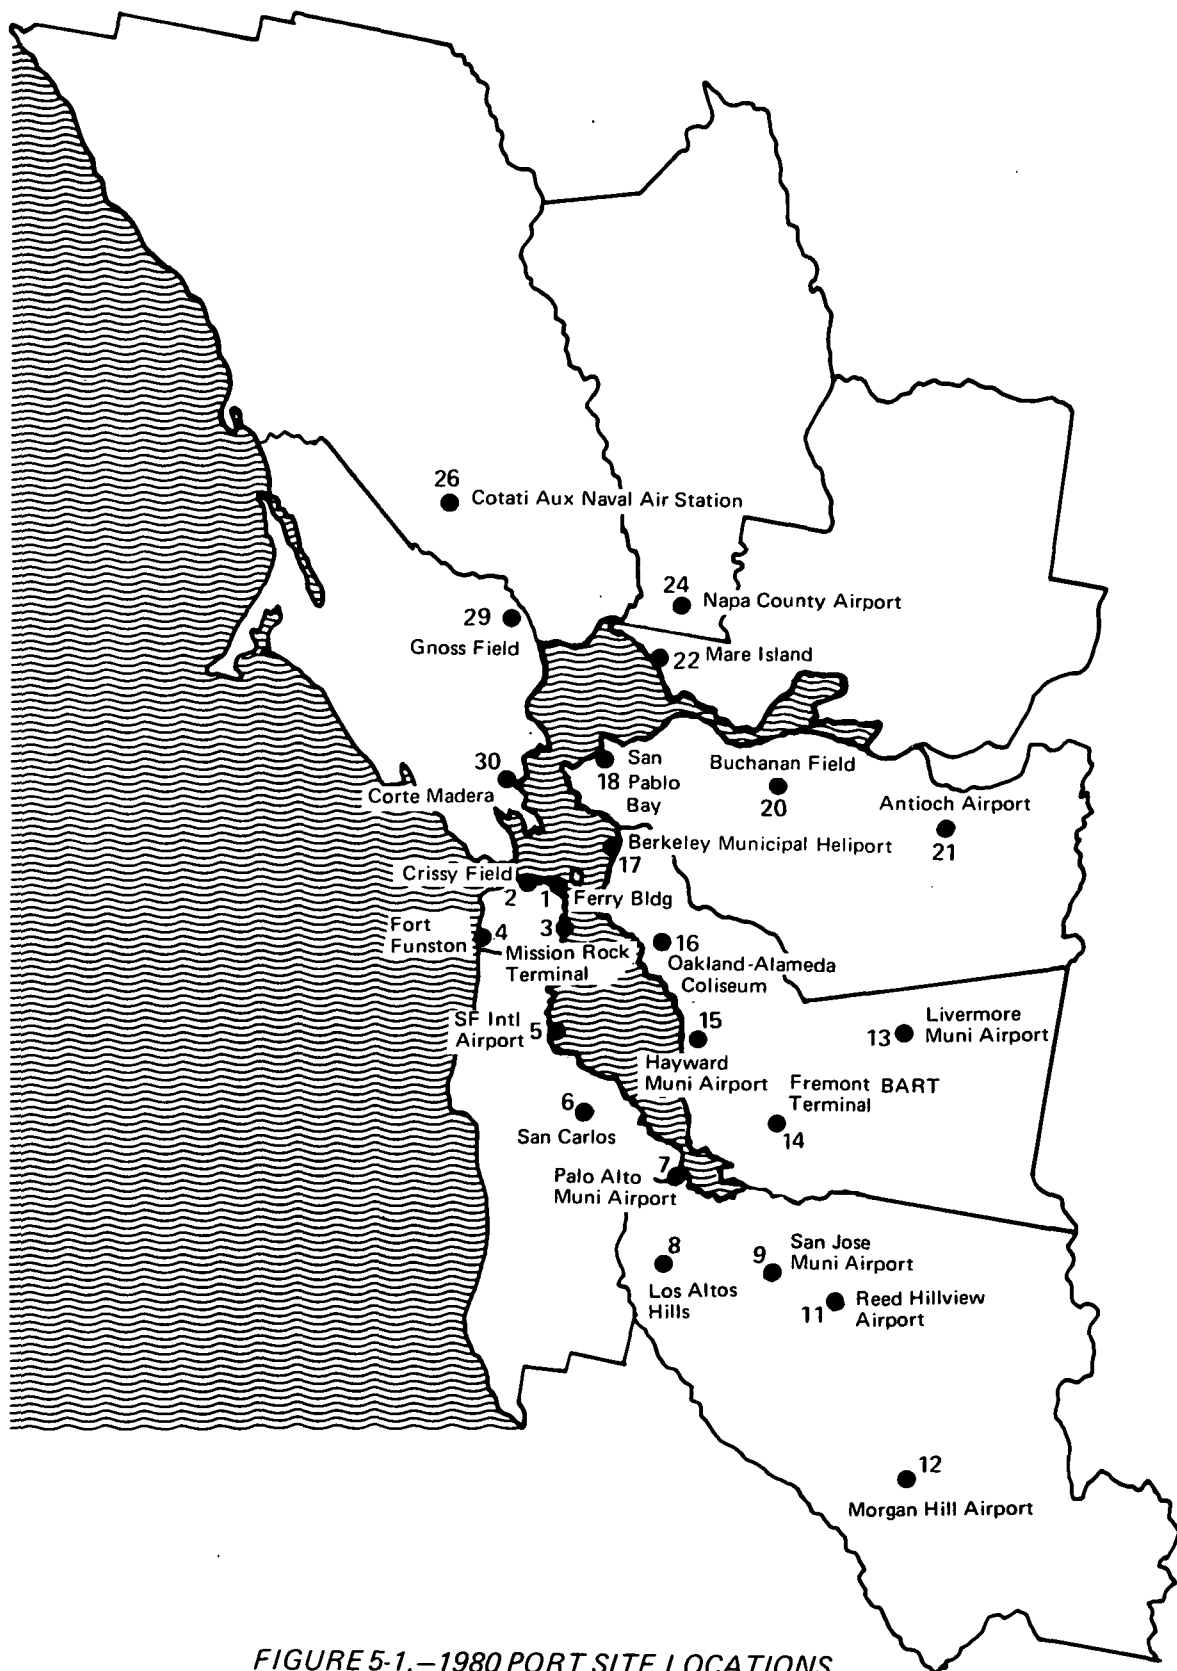 26
Cotati Aux Naval Air Station
24
Napa County Airport
29
Gnoss Field
22
Mare Island
30
Corte Madera
18
San
Pablo
Bay
Buchanan Field
20
Antioch Airport
21
Berkeley Municipal Heliport
17
Crissy Field
2
1
Ferry Bldg
Fort
Funston
4
3
Mission Rock
Terminal
16
Oakland-Alameda
Coliseum
SF Intl
Airport
5
15
Hayward
Muni Airport
13
Livermore
Muni Airport
Fremont BART
Terminal
14
6
San Carlos
7
Palo Alto
Muni Airport
8
Los Altos
Hills
9
San Jose
Muni Airport
11
Reed Hillview
Airport
12
Morgan Hill Airport
FIGURE 5-1.—1980 PORT SITE LOCATIONS